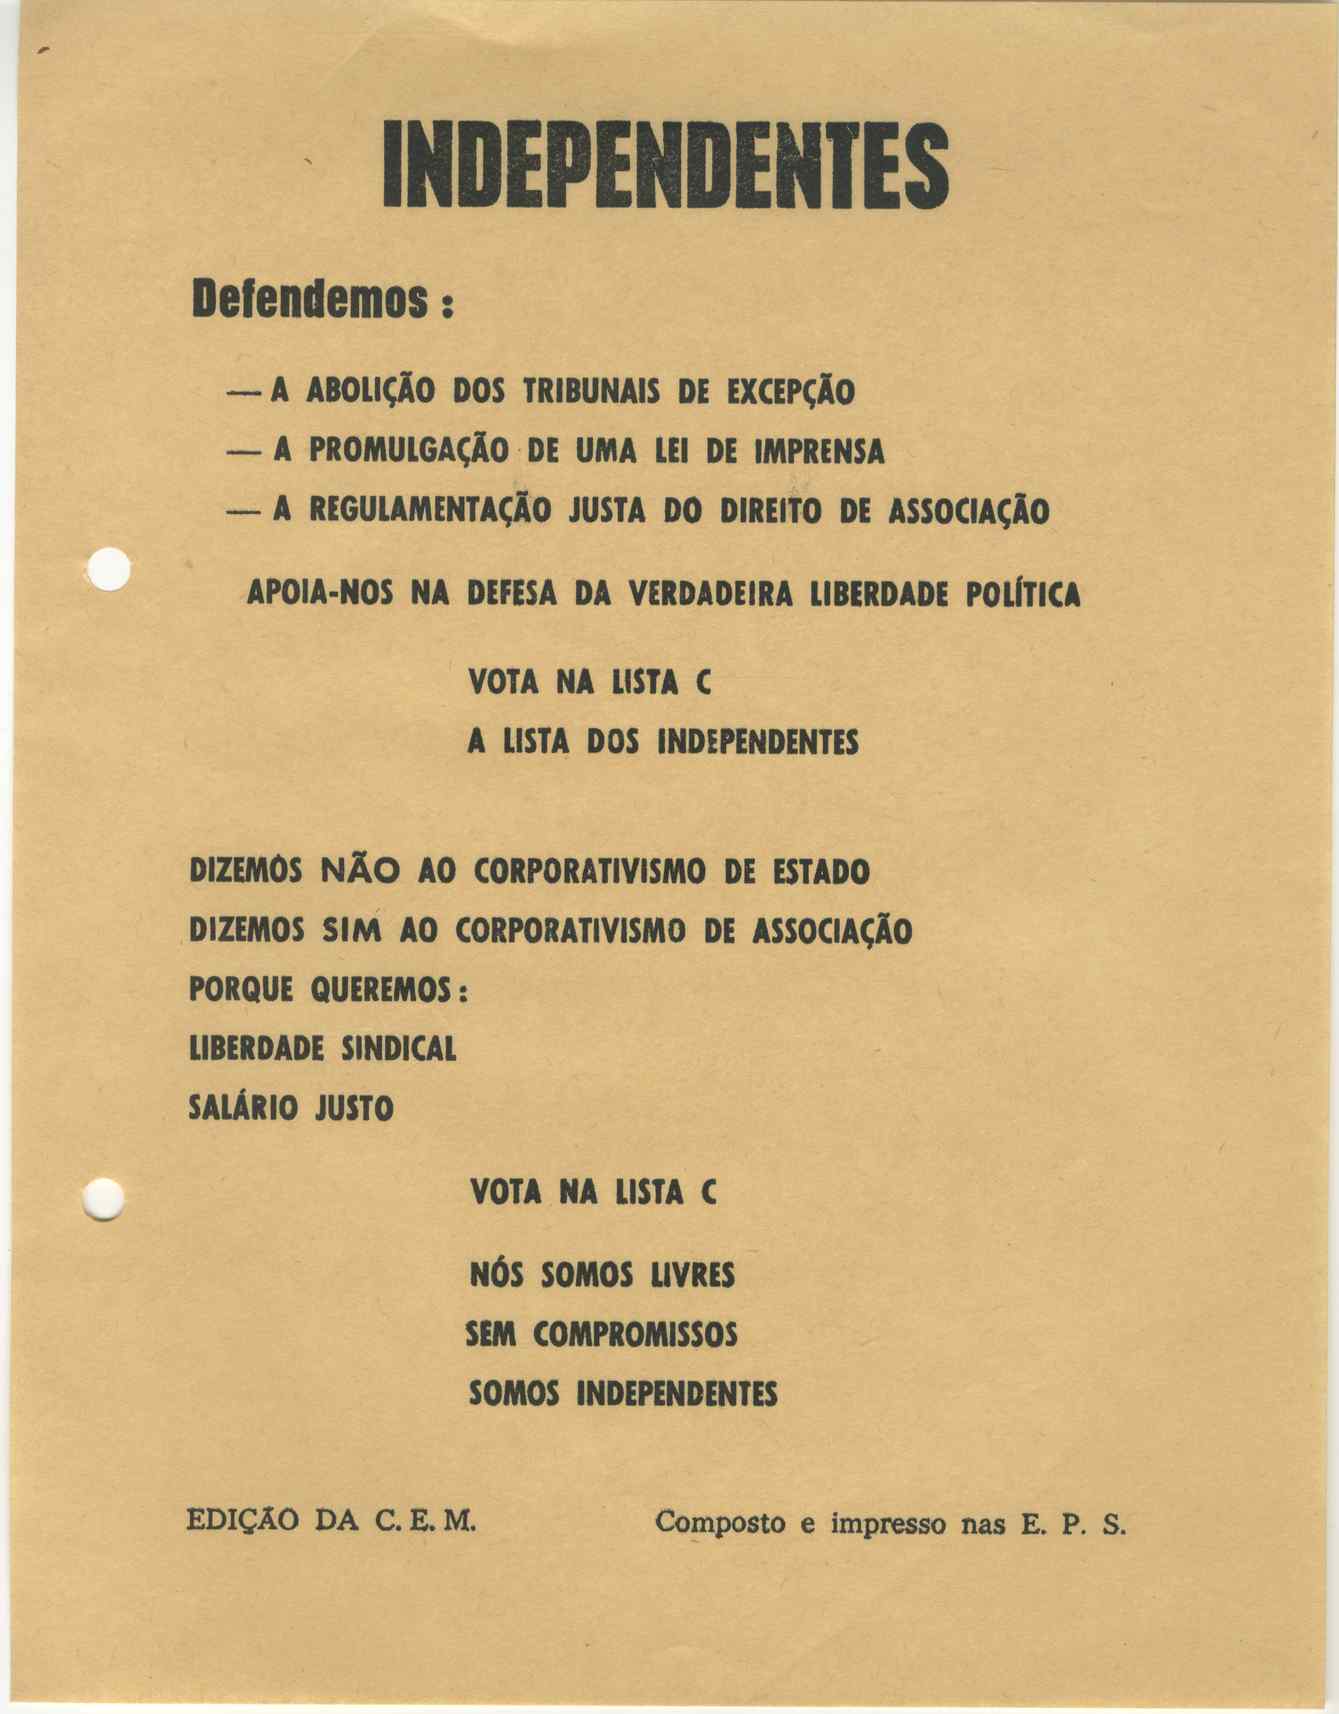 INDEPENDENTES
Defendemos :
— A ABOLIÇÃO DOS TRIBUNAIS DE EXCEPÇÃO
— A PROMULGAÇÃO DE UMA LEI DE IMPRENSA
— A REGULAMENTAÇÃO JUSTA DO DIREITO DE ASSOCIAÇÃO
APOIA-NOS NA DEFESA DA VERDADEIRA LIBERDADE POLÍTICA
VOTA NA LISTA C
A LISTA DOS INDEPENDENTES
DIZEMOS NÃO AO CORPORATIVISMO DE ESTADO
DIZEMOS SIM AO CORPORATIVISMO DE ASSOCIAÇÃO
PORQUE QUEREMOS :
LIBERDADE SINDICAL
SALÁRIO JUSTO
VOTA NA LISTA C
NÓS SOMOS LIVRES
SEM COMPROMISSOS
SOMOS INDEPENDENTES
EDIÇÃO DA C. E. M. Composto e impresso nas E. P. S.